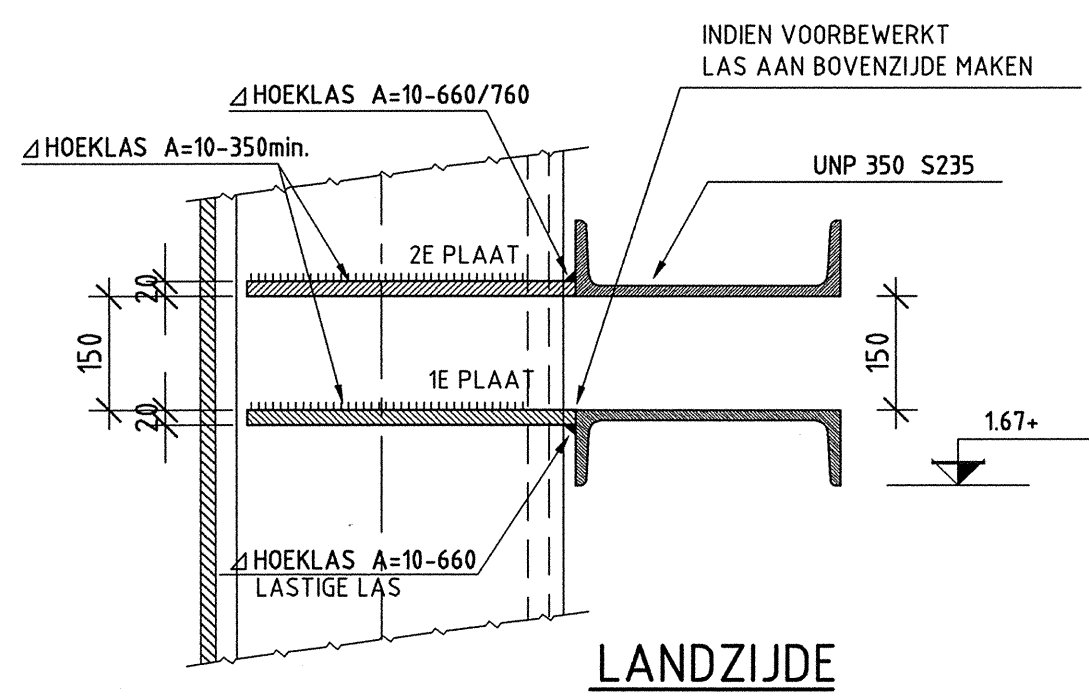 INDIEN VOORBEWERKT
LAS AAN BOVENZIJDE MAKEN
⊿ HOEKLAS A=10-660/760
⊿ HOEKLAS A=10-350min.
UNP 350 S235
2E PLAAT
20
150
150
1E PLAAT
20
1.67+
⊿ HOEKLAS A=10-660
LASTIGE LAS
LANDZIJDE